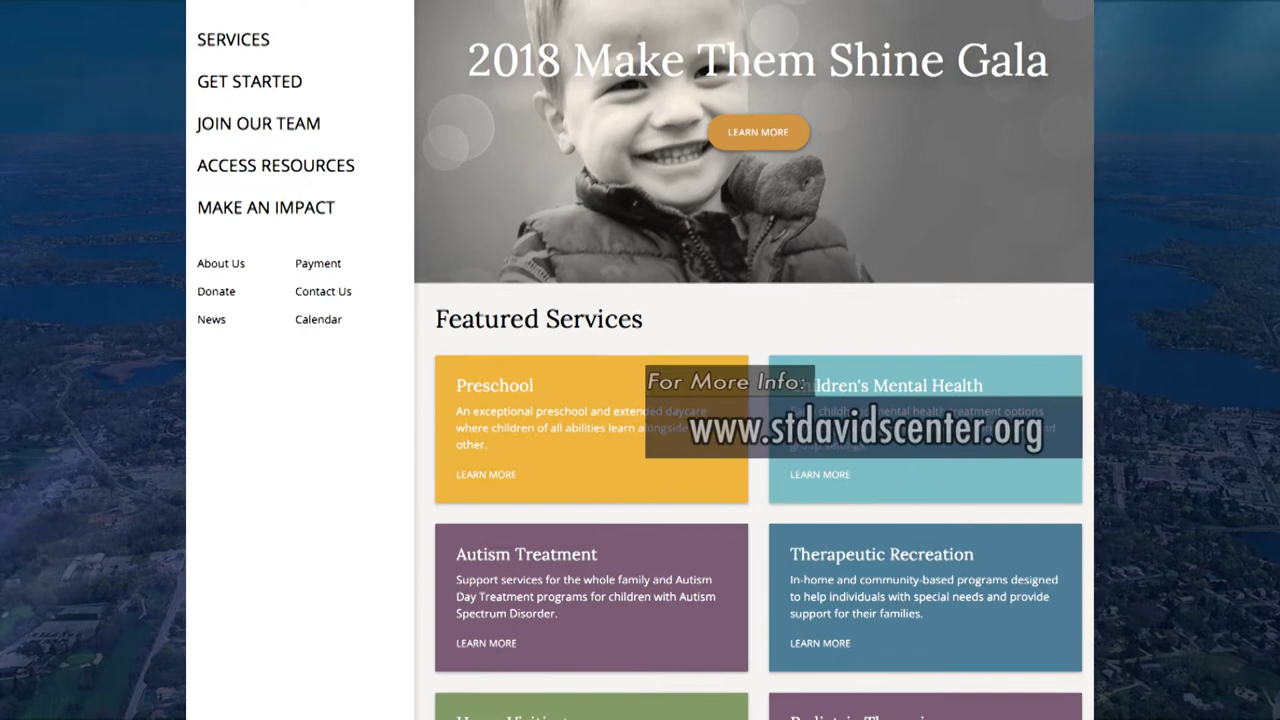 SERVICES
GET STARTED
JOIN OUR TEAM
ACCESS RESOURCES
MAKE AN IMPACT
About Us
Payment
Donate
Contact Us
News
Calendar
2018 Make Them Shine Gala
LEARN MORE
Featured Services
Preschool
An exceptional preschool and extended daycare
where children of all abilities learn alongside
other.
LEARN MORE
Children's Mental Health
childhood mental health treatment options
LEARN MORE
For More Info:
www.stdavidscenter.org
Autism Treatment
Support services for the whole family and Autism
Day Treatment programs for children with Autism
Spectrum Disorder.
LEARN MORE
Therapeutic Recreation
In-home and community-based programs designed
to help individuals with special needs and provide
support for their families.
LEARN MORE